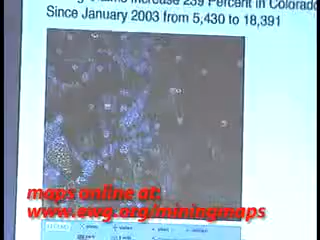 Claims Increase 239 Percent in Colorado
Since January 2003 from 5,430 to 18,391
maps online at:
www.ewg.org/miningmaps